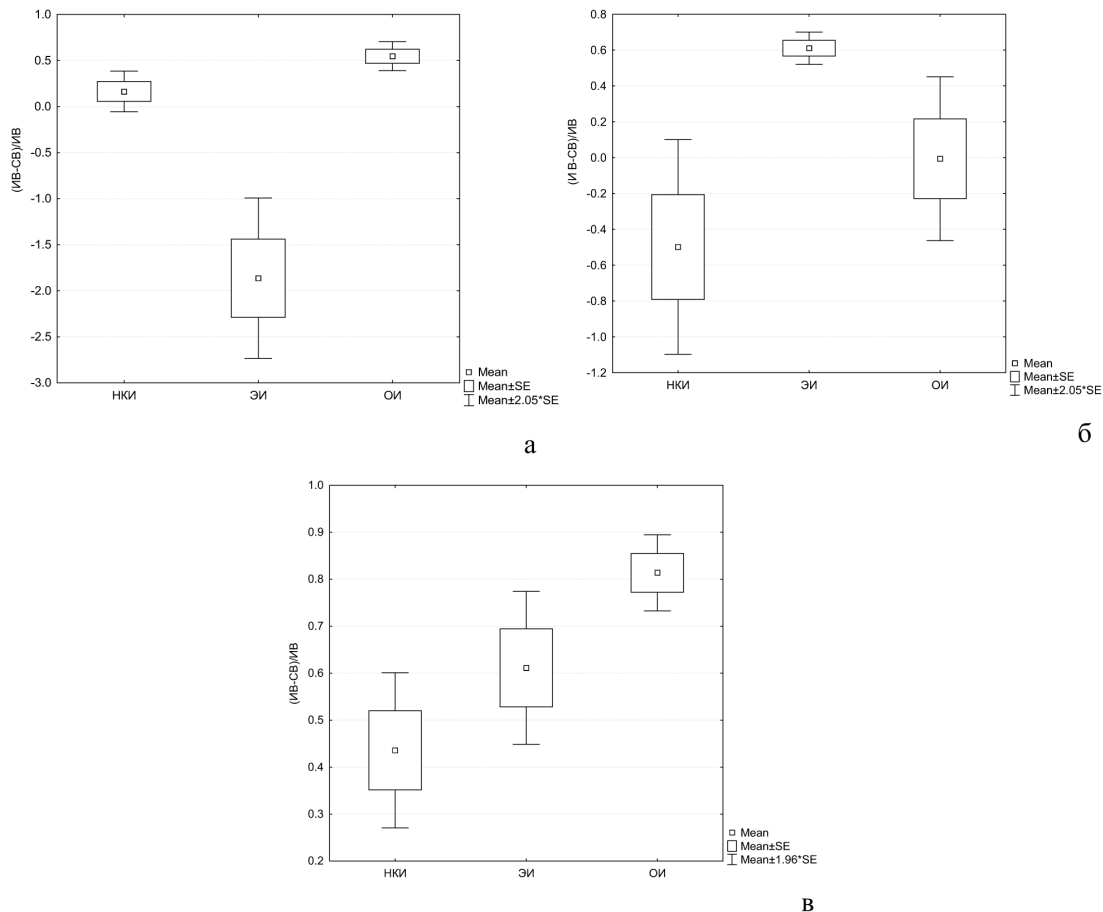 1.0
0.5
0.0
-0.5
-1.0
-1.5
-2.0
-2.5
-3.0
(ИВ-СВ)/ИВ
НКИ ЭИ ОИ
Mean
Mean±SE
Mean±2.05*SE
а
0.8
0.6
0.4
0.2
0.0
-0.2
-0.4
-0.6
-0.8
-1.0
-1.2
(И В-СВ)/ИВ
НКИ ЭИ ОИ
Mean
Mean±SE
Mean±2.05*SE
б
1.0
0.9
0.8
0.7
0.6
0.5
0.4
0.3
0.2
(ИВ-СВ)/ИВ
НКИ ЭИ ОИ
Mean
Mean±SE
Mean±1.96*SE
в